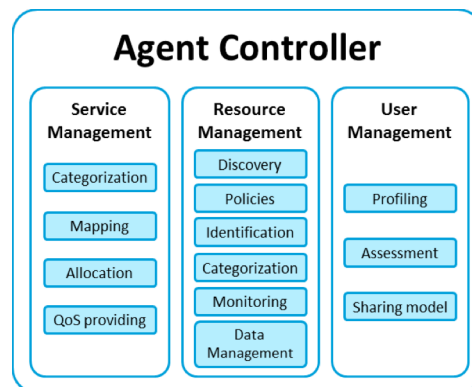 Agent Controller
Service
Management
Categorization
Mapping
Allocation
QoS providing
Resource
Management
Discovery
Policies
Identification
Categorization
Monitoring
Data
Management
User
Management
Profiling
Assessment
Sharing model